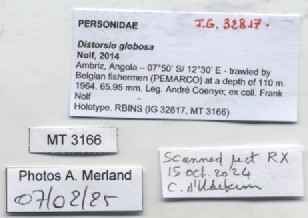 PERSONIDAE
I.G. 32817.
Distorsio globosa
Nolf, 2014
Ambriz, Angola – 07°50' S/ 12°30' E - trawled by
Belgian fishermen (PEMARCO) at a depth of 110 m.
1964. 65.95 mm. Leg. André Coenye; ex coll. Frank
Nolf
Holotype. RBINS (IG 32817, MT 3166)
MT 3166
Photos A. Merland
07/02/25
Scanned µct RX
15 oct. 2024
C. d'Udekem